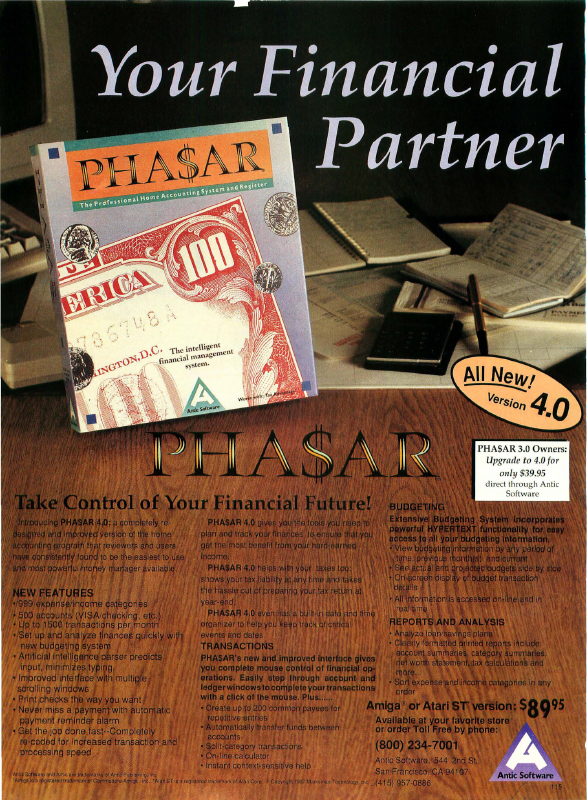 Your Financial
Partner
PHA$AR
The Professional Home Accounting System and Register
100
ERICA
786748 A
INGTON, D.C.
The intelligent
financial management
system.
Antic Software
All New!
Version 4.0
PHA$AR
PHA$AR 3.0 Owners:
Upgrade to 4.0 for
only $39.95
direct through Antic
Software
Take Control of Your Financial Future!
Introducing PHA$AR 4.0; a completely re-
designed and improved version of the home
accounting program that reviewers and users
have consistently found to be the easiest to use
and most powerful money manager available.
NEW FEATURES
• 999 expense/income categories
• 500 accounts (VISA/checking, etc.)
• Up to 1500 transactions per month
• Set up and analyze finances quickly with
new budgeting system
• Artificial intelligence parser predicts
input, minimizes typing
• Improved interface with multiple
scrolling windows
• Print checks the way you want
• Never miss a payment with automatic
payment reminder alarm
• Get the job done fast--Completely
re-coded for increased transaction and
processing speed
PHA$AR 4.0 gives you the tools you need to
plan and track your finances, to ensure that you
get the most benefit from your hard-earned
income.
PHA$AR 4.0 helps with your taxes too;
shows your tax liability at any time and takes
the hassle out of preparing your tax return at
year-end.
PHA$AR 4.0 even has a built-in date and time
organizer to help you keep track of critical
events and dates
TRANSACTIONS
PHA$AR's new and improved interface gives
you complete mouse control of financial op-
erations. Easily step through account and
ledger windows to complete your transactions
with a click of the mouse. Plus.....
• Create up to 200 common payees for
repetitive entries
• Automatically transfer funds between
accounts
• Split-category transactions
• On-line calculator
• Instant context-sensitive help
BUDGETING
Extensive Budgeting System incorporates
powerful HYPERTEXT functionality for easy
access to all your budgeting information.
• View budgeting information by any period of
time (previous months) and current
• See actual and projected budgets side by side
• On-screen display of budget transaction
details
• All information is accessed on-line and in
real time
REPORTS AND ANALYSIS
• Analyze loan/savings plans
• Clearly formatted printed reports include:
account summaries, category summaries,
net worth statement, tax calculations and
more.
• Sort expense and income categories in any
order
Amiga® or Atari ST® version: $89 95
Available at your favorite store
or order Toll Free by phone:
(800) 234-7001
Antic Software, 544 2nd St.
San Francisco, CA 94107
(415) 957-0886
Antic Software